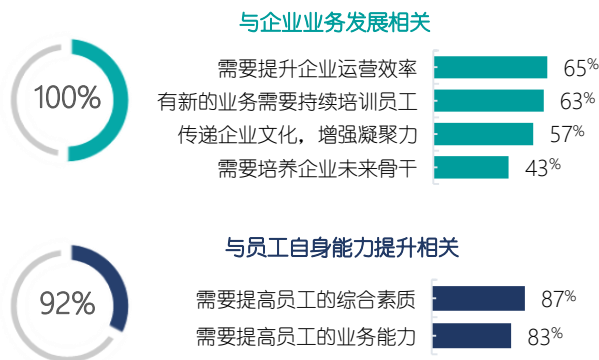 与企业业务发展相关
100%
需要提升企业运营效率 65%
有新的业务需要持续培训员工 63%
传递企业文化，增强凝聚力 57%
需要培养企业未来骨干 43%
与员工自身能力提升相关
92%
需要提高员工的综合素质 87%
需要提高员工的业务能力 83%